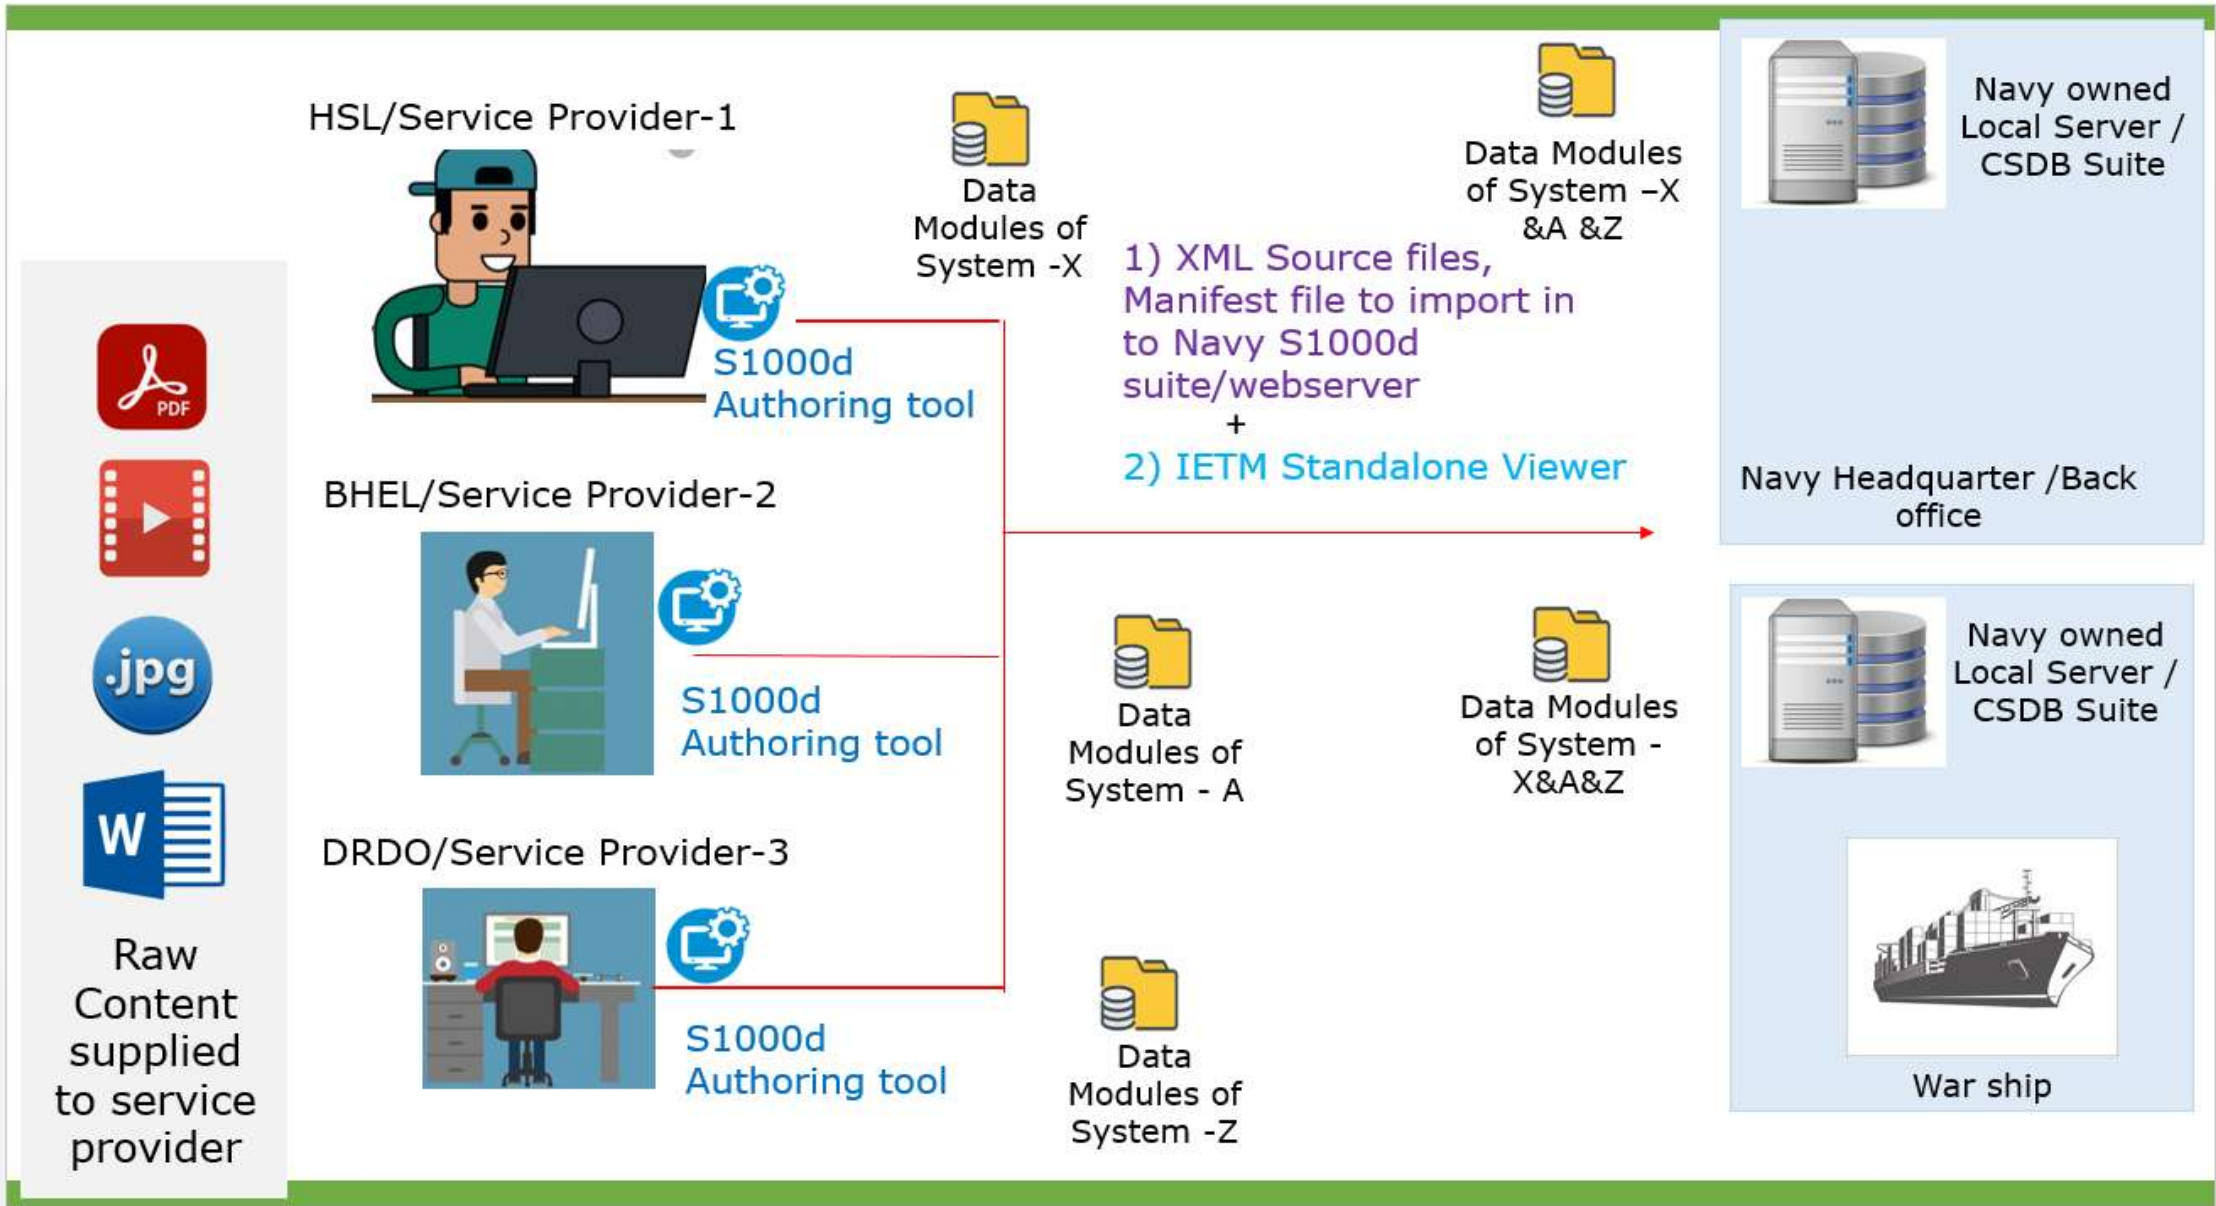 HSL/Service Provider-1
S1000d
Authoring tool
Data
Modules of
System -X
1) XML Source files,
Manifest file to import in
to Navy S1000d
suite/webserver
+
2) IETM Standalone Viewer
Data Modules
of System –X
&A &Z
Navy owned
Local Server /
CSDB Suite
Navy Headquarter /Back
office
PDF
.jpg
W
Raw
Content
supplied
to service
provider
BHEL/Service Provider-2
S1000d
Authoring tool
Data
Modules of
System - A
Data Modules
of System -
X&A&Z
Navy owned
Local Server /
CSDB Suite
War ship
DRDO/Service Provider-3
S1000d
Authoring tool
Data
Modules of
System -Z